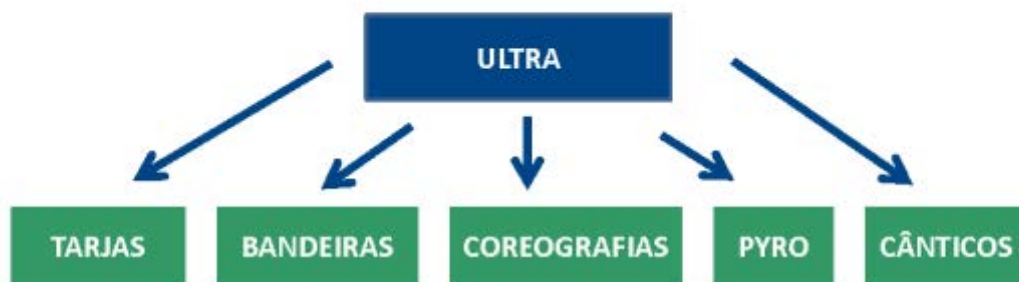 ULTRA
TARJAS
BANDEIRAS
COREOGRAFIAS
PYRO
CÂNTICOS